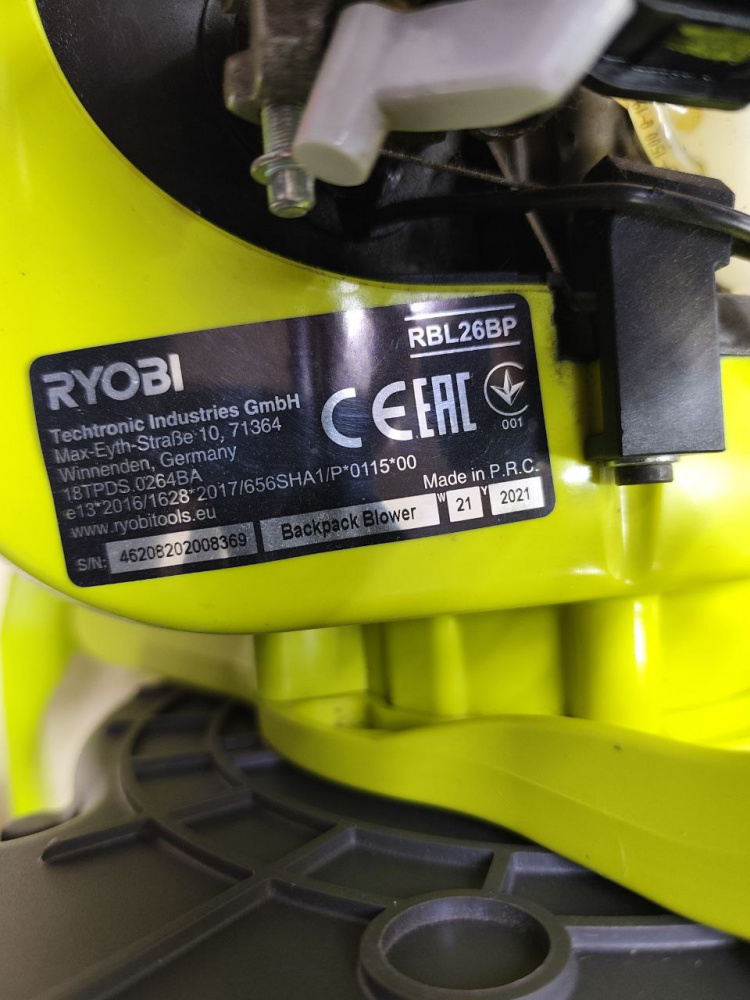 RBL26BP
RYOBI
CE EAC
001
Techtronic Industries GmbH
Max-Eyth-Straße 10, 71364
Winnenden, Germany
18TPDS.0264BA
e13*2016/1628*2017/656SHA1/P*0115*00
www.ryobitools.eu
Made in P.R.C.
S/N: 46208202008369 Backpack Blower W 21 Y 2021